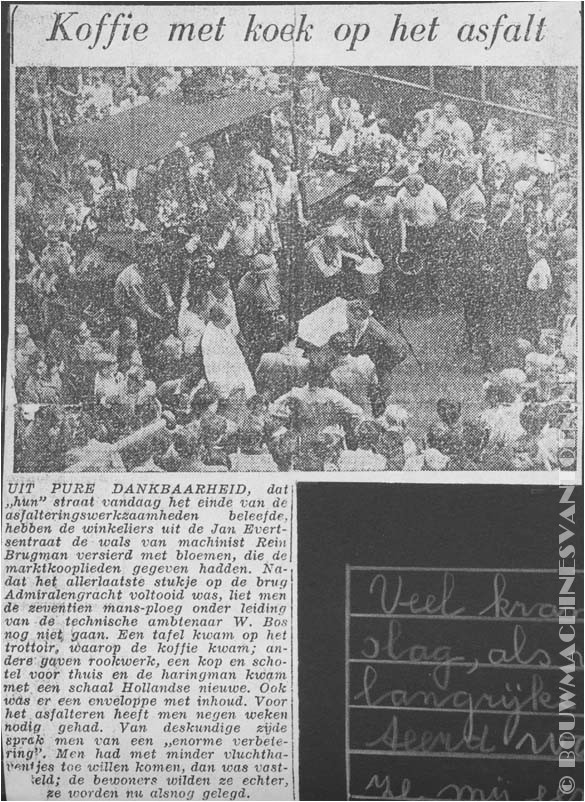 Koffie met koek op het asfalt
UIT PURE DANKBAARHEID, dat
„hun” straat vandaag het einde van de
asfalteringswerkzaamheden beleefde,
hebben de winkeliers uit de Jan Evert-
sentraat de wals van machinist Rein
Brugman versierd met bloemen, die de
marktkooplieden gegeven hadden. Na-
dat het allerlaatste stukje op de brug
Admiralengracht voltooid was, liet men
de zeventien mans-ploeg onder leiding
van de technische ambtenaar W. Bos
nog niet gaan. Een tafel kwam op het
trottoir, waarop de koffie kwam; an-
dere gaven rookwerk, een kop en scho-
tel voor thuis en de haringman kwam
met een schaal Hollandse nieuwe. Ook
was er een enveloppe met inhoud. Voor
het asfalteren heeft men negen weken
nodig gehad. Van deskundige zijde
sprak men van een „enorme verbete-
ring”. Men had met minder vluchtha-
ventjes toe willen komen, dan was vast-
teld; de bewoners wilden ze echter,
ze worden nu alsnog gelegd.
Veel kra
slag, als
langrijk
© BOUWMACHINESVANTOEN